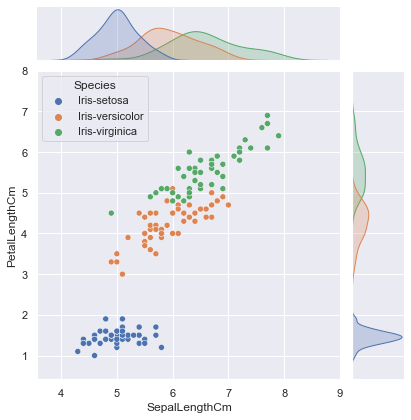 8
7
6
5
4
3
2
1
PetalLengthCm
Species
Iris-setosa
Iris-versicolor
Iris-virginica
4 5 6 7 8 9
SepalLengthCm